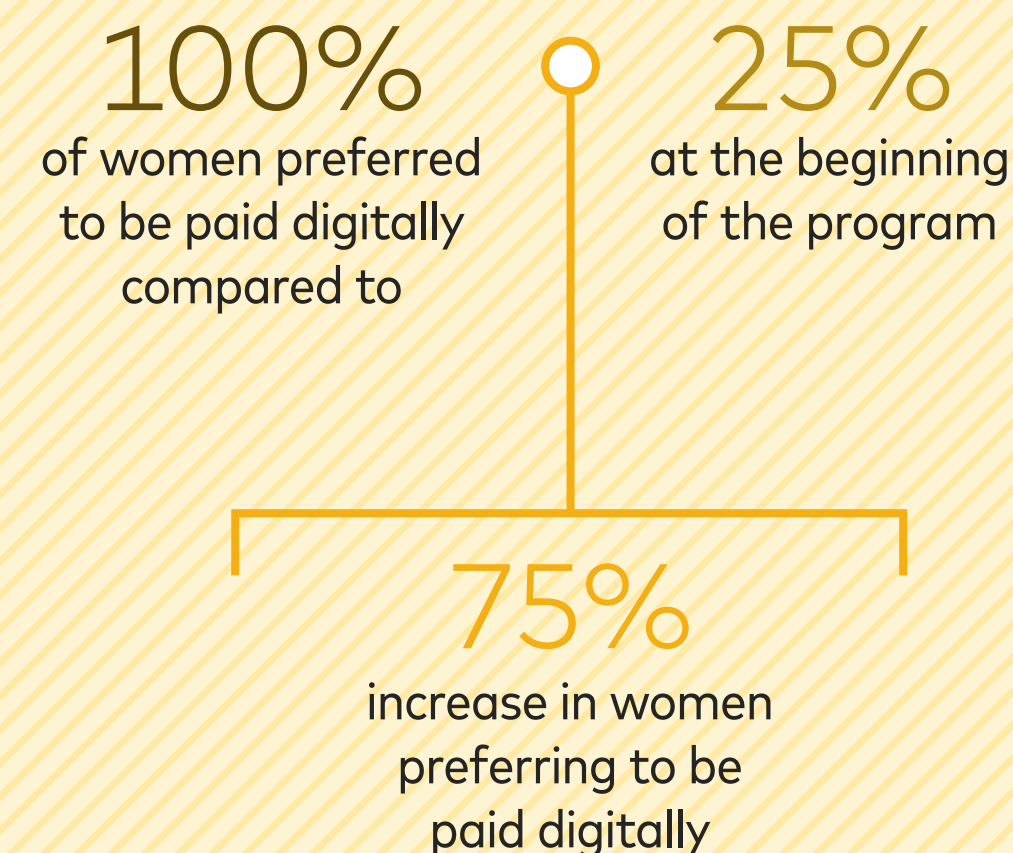 100%
of women preferred
to be paid digitally
compared to
25%
at the beginning
of the program
75%
increase in women
preferring to be
paid digitally